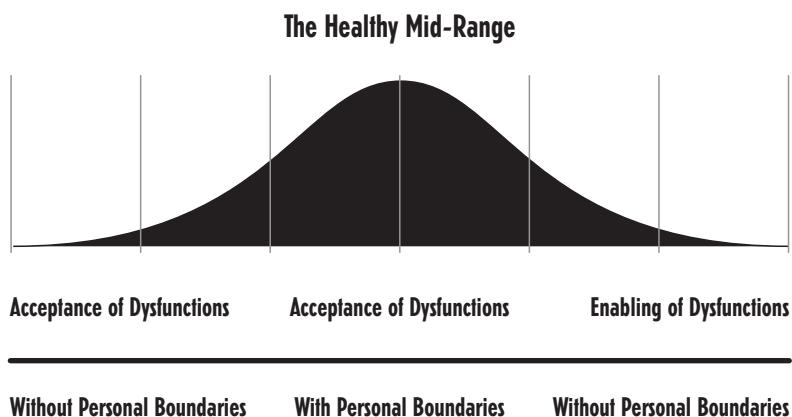 The Healthy Mid-Range
Acceptance of Dysfunctions
Acceptance of Dysfunctions
Enabling of Dysfunctions
Without Personal Boundaries
With Personal Boundaries
Without Personal Boundaries